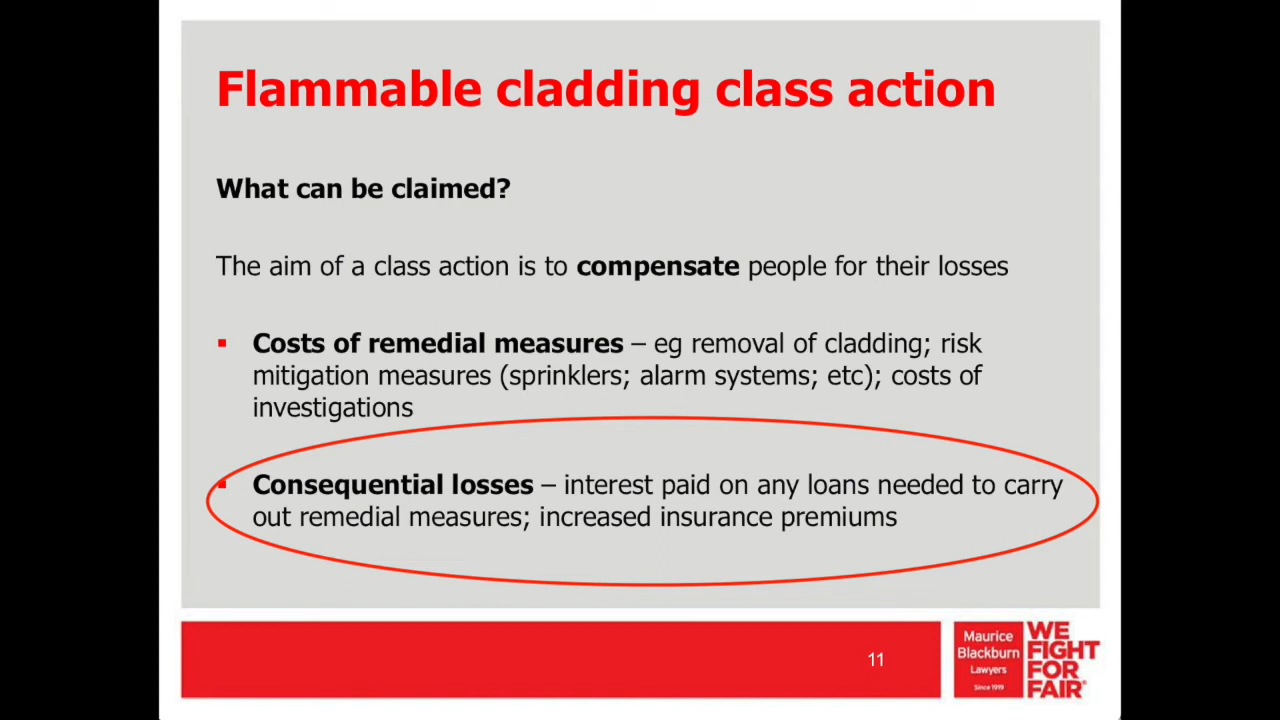 Flammable cladding class action
What can be claimed?
The aim of a class action is to compensate people for their losses
Costs of remedial measures – eg removal of cladding; risk
mitigation measures (sprinklers; alarm systems; etc); costs of
investigations
Consequential losses – interest paid on any loans needed to carry
out remedial measures; increased insurance premiums
11
Maurice
Blackburn
Lawyers
Since 1919
WE
FIGHT
FOR
FAIR®